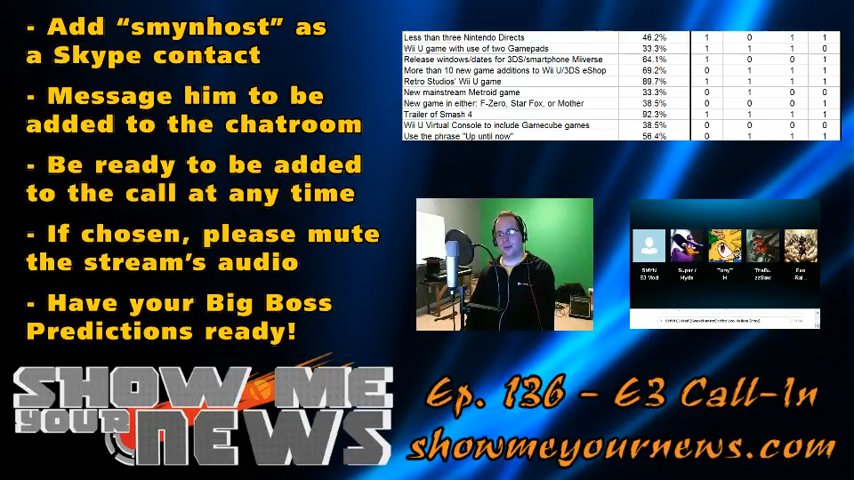 - Add “smynhost” as
a Skype contact
- Message him to be
added to the chatroom
- Be ready to be added
to the call at any time
- If chosen, please mute
the stream’s audio
- Have your Big Boss
Predictions ready!
Less than three Nintendo Directs 46.2% 1 0 1 1
Wii U game with use of two Gamepads 33.3% 1 1 1 0
Release windows/dates for 3DS/smartphone Miiverse 64.1% 1 0 0 1
More than 10 new game additions to Wii U/3DS eShop 69.2% 0 1 1 1
Retro Studios' Wii U game 89.7% 1 1 1 1
New mainstream Metroid game 33.3% 0 1 0 0
New game in either: F-Zero, Star Fox, or Mother 38.5% 0 0 0 1
Trailer of Smash 4 92.3% 1 1 1 1
Wii U Virtual Console to include Gamecube games 38.5% 0 0 0 0
Use the phrase "Up until now" 56.4% 0 1 1 1
SMYN
E3 Mod
Super /
Hyde
"Tony"
H
SHOW ME
YOUR
NEWS
Ep. 136 - E3 Call-In
showmeyournews.com